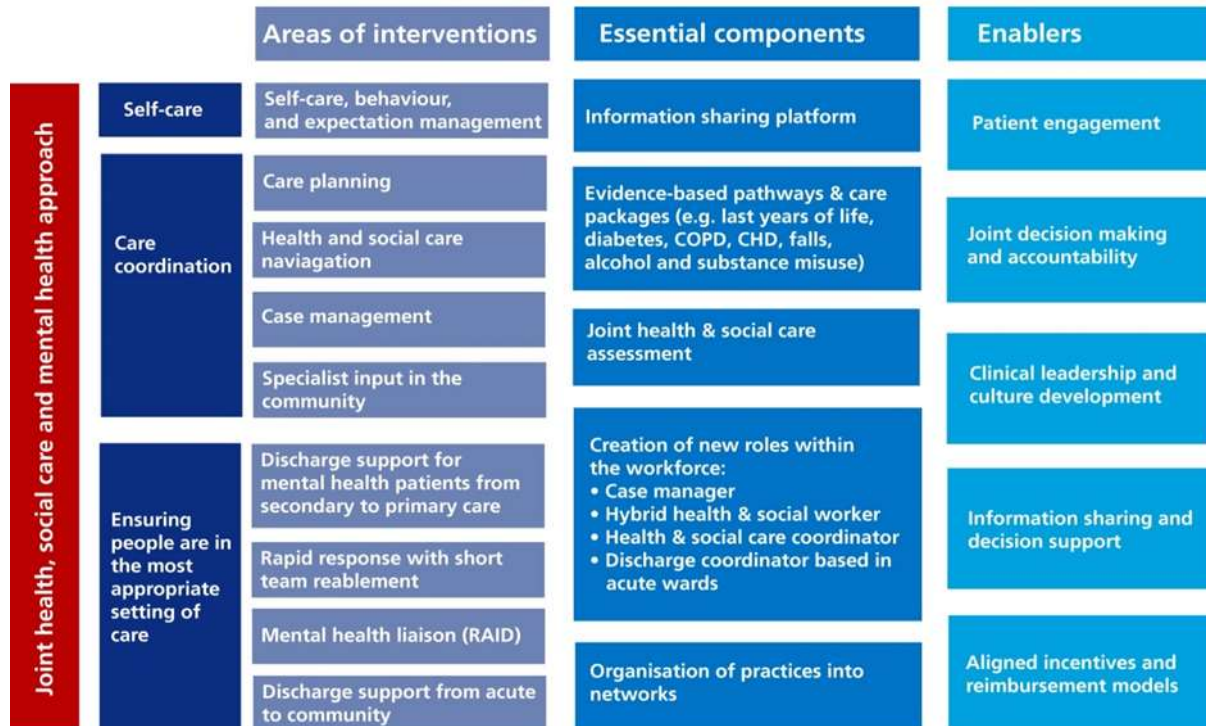 Areas of interventions
Essential components
Enablers
Joint health, social care and mental health approach
Self-care
Self-care, behaviour,
and expectation management
Care
coordination
Care planning
Health and social care
naviagation
Case management
Specialist input in the
community
Ensuring
people are in
the most
appropriate
setting of
care
Discharge support for
mental health patients from
secondary to primary care
Rapid response with short
team reablement
Mental health liaison (RAID)
Discharge support from acute
to community
Information sharing platform
Evidence-based pathways & care
packages (e.g. last years of life,
diabetes, COPD, CHD, falls,
alcohol and substance misuse)
Joint health & social care
assessment
Creation of new roles within
the workforce:
• Case manager
• Hybrid health & social worker
• Health & social care coordinator
• Discharge coordinator based in
acute wards
Organisation of practices into
networks
Patient engagement
Joint decision making
and accountability
Clinical leadership and
culture development
Information sharing and
decision support
Aligned incentives and
reimbursement models